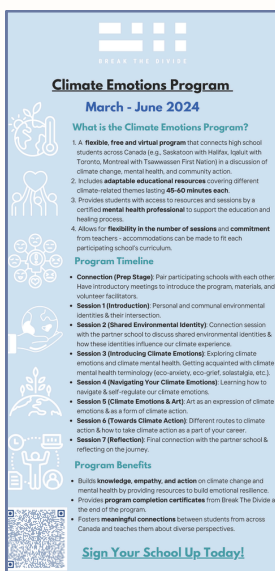 BREAK THE DIVIDE
Climate Emotions Program
March - June 2024
What is the Climate Emotions Program?
1. A flexible, free and virtual program that connects high school
students across Canada (e.g., Saskatoon with Halifax, Iqaluit with
Toronto, Montreal with Tsawwassen First Nation) in a discussion of
climate change, mental health, and community action.
2. Includes adaptable educational resources covering different
climate-related themes lasting 45-60 minutes each.
3. Provides students with access to resources and sessions by a
certified mental health professional to support the education and
healing process.
4. Allows for flexibility in the number of sessions and commitment
from teachers - accommodations can be made to fit each
participating school's curriculum.
Program Timeline
• Connection (Prep Stage): Pair participating schools with each other.
Have introductory meetings to introduce the program, materials, and
volunteer facilitators.
• Session 1 (Introduction): Personal and communal environmental
identities & their intersection.
• Session 2 (Shared Environmental Identity): Connection session
with the partner school to discuss shared environmental identities &
how these identities influence our climate experience.
• Session 3 (Introducing Climate Emotions): Exploring climate
emotions and climate mental health. Getting acquainted with climate
mental health terminology (eco-anxiety, eco-grief, solastalgia, etc.).
• Session 4 (Navigating Your Climate Emotions): Learning how to
navigate & self-regulate our climate emotions.
• Session 5 (Climate Emotions & Art): Art as an expression of climate
emotions & as a form of climate action.
• Session 6 (Towards Climate Action): Different routes to climate
action & how to take climate action as a part of your career.
• Session 7 (Reflection): Final connection with the partner school &
reflecting on the journey.
Program Benefits
• Builds knowledge, empathy, and action on climate change and
mental health by providing resources to build emotional resilience.
• Provides program completion certificates from Break The Divide a
the end of the program.
• Fosters meaningful connections between students from across
Canada and teaches them about diverse perspectives.
Sign Your School Up Today!